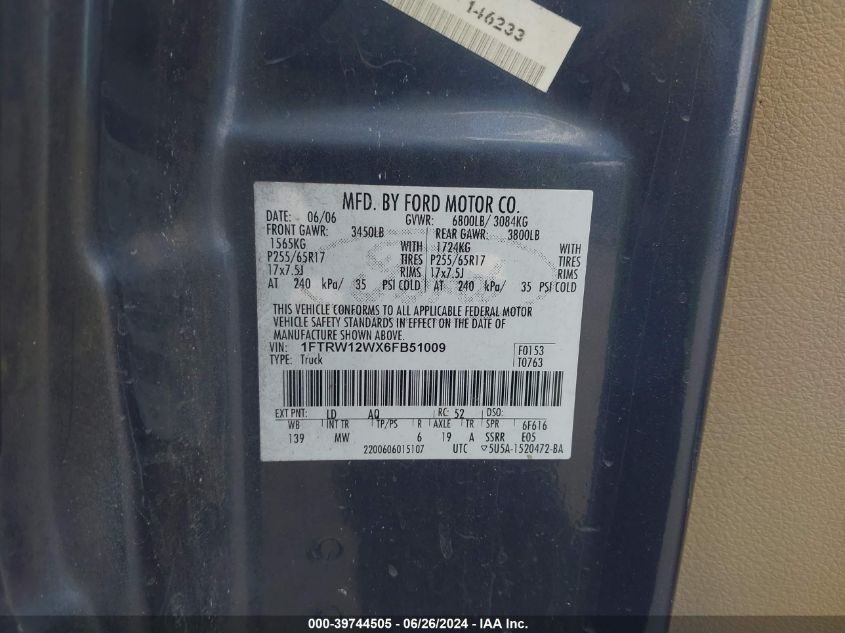 146233
MFD. BY FORD MOTOR CO.
DATE: 06/06 GVWR: 6800LB/ 3084KG
FRONT GAWR: 3450LB REAR GAWR: 3800LB
1565KG WITH 1724KG WITH
P255/65R17 TIRES P255/65R17 TIRES
17x7.5J RIMS 17x7.5J RIMS
AT 240 kPa/ 35 PSI COLD AT 240 kPa/ 35 PSI COLD
THIS VEHICLE CONFORMS TO ALL APPLICABLE FEDERAL MOTOR
VEHICLE SAFETY STANDARDS IN EFFECT ON THE DATE OF
MANUFACTURE SHOWN ABOVE.
VIN: 1FTRW12WX6FB51009 F0153
TYPE: Truck T0763
EXT PNT: LD AQ RC: 52 DSO:
WB INT TR TP/PS R AXLE TR SPR 6F616
139 MW 6 19 A SSRR E05
2200606015107 UTC ▽5U5A-1520472-BA
000-39744505 - 06/26/2024 - IAAI - US - IAA Inc.